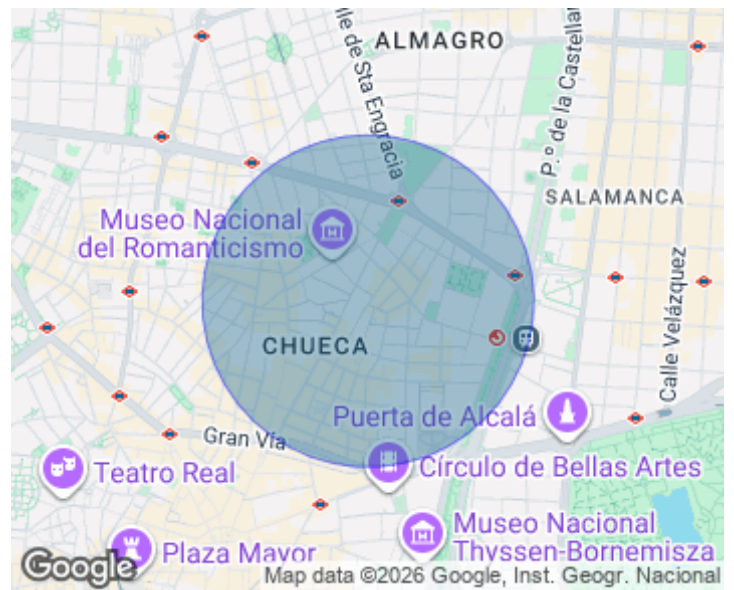 ALMAGRO
lle de Sta Engracia
P.º de la Castella
SALAMANCA
Museo Nacional
del Romanticismo
Calle Velázquez
CHUECA
Puerta de Alcalá
Gran Vía
Círculo de Bellas Artes
Teatro Real
Museo Nacional
Thyssen-Bornemisza
Plaza Mayor
Google
Map data ©2026 Google, Inst. Geogr. Nacional